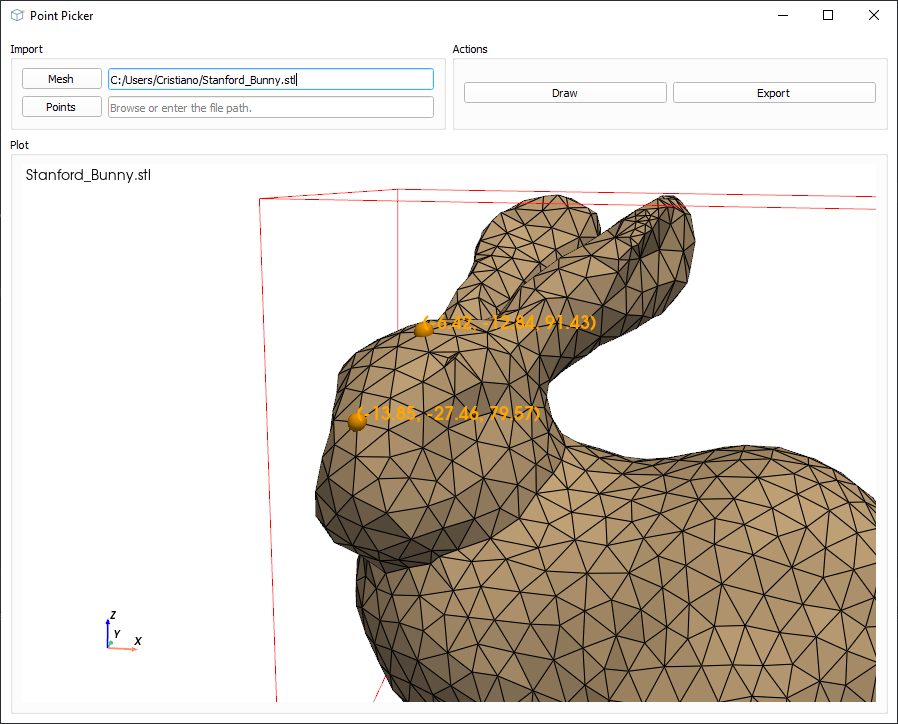 Point Picker
Import
Actions
Mesh
C:/Users/Cristiano/Stanford_Bunny.stl
Draw
Export
Points
Browse or enter the file path.
Plot
Stanford_Bunny.stl
(-6.42, -12.84, 91.43)
(-13.85, -27.46, 79.57)
Z
Y
X